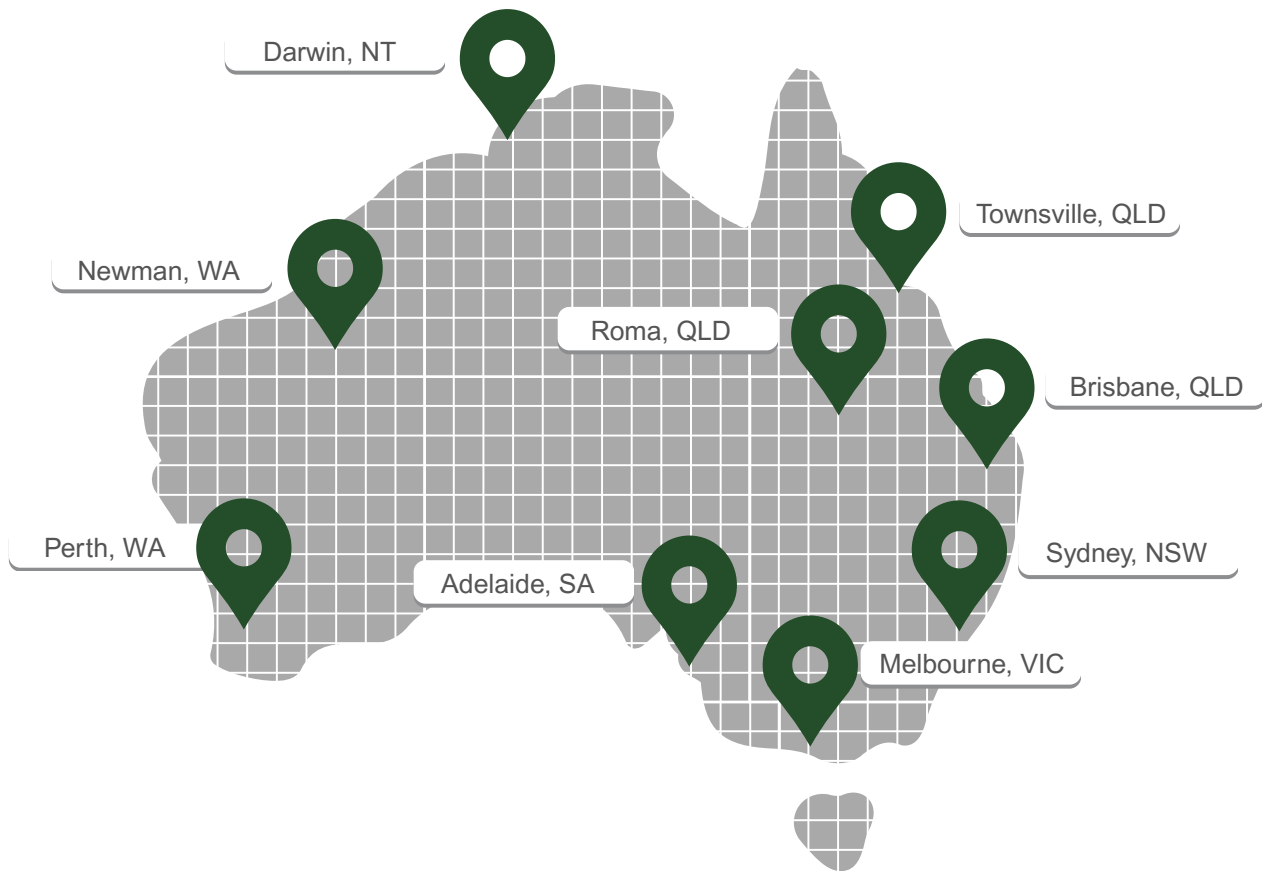 Darwin, NT
Townsville, QLD
Newman, WA
Roma, QLD
Brisbane, QLD
Perth, WA
Sydney, NSW
Adelaide, SA
Melbourne, VIC